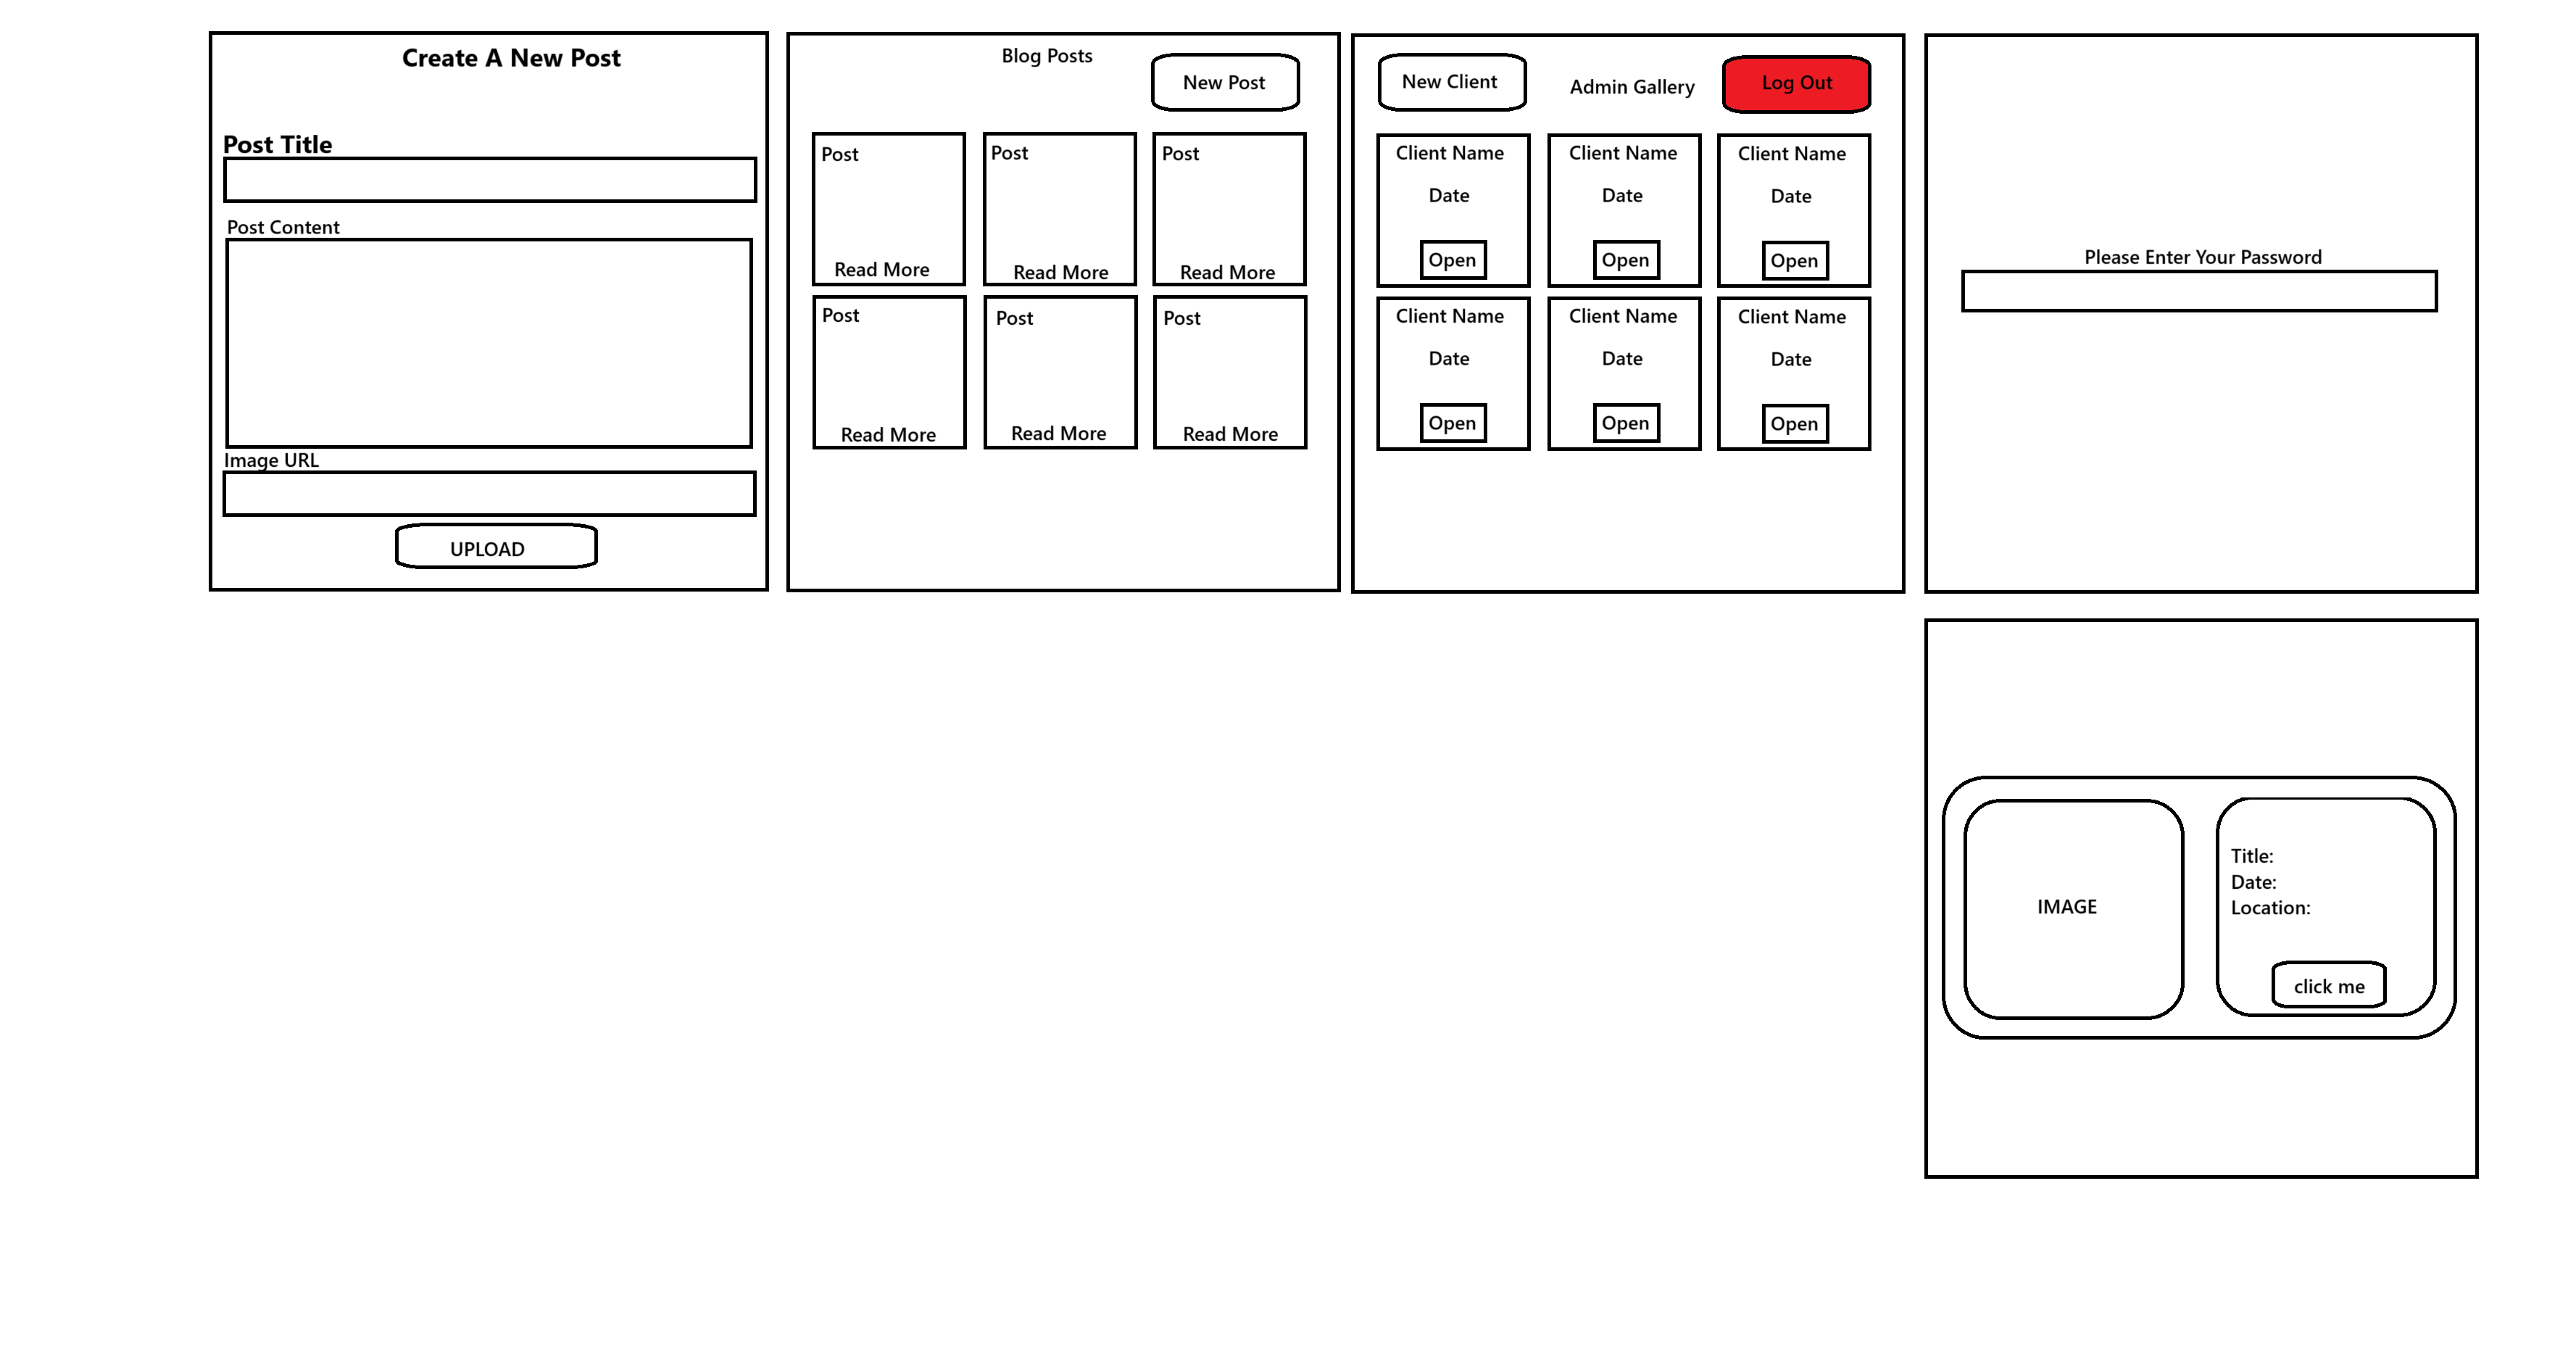 Create A New Post
Post Title
Post Content
Image URL
UPLOAD
Blog Posts
New Post
Post
Read More
Post
Read More
Post
Read More
Post
Read More
Post
Read More
Post
Read More
New Client
Admin Gallery
Log Out
Client Name
Date
Open
Client Name
Date
Open
Client Name
Date
Open
Client Name
Date
Open
Client Name
Date
Open
Client Name
Date
Open
Please Enter Your Password
IMAGE
Title:
Date:
Location:
click me